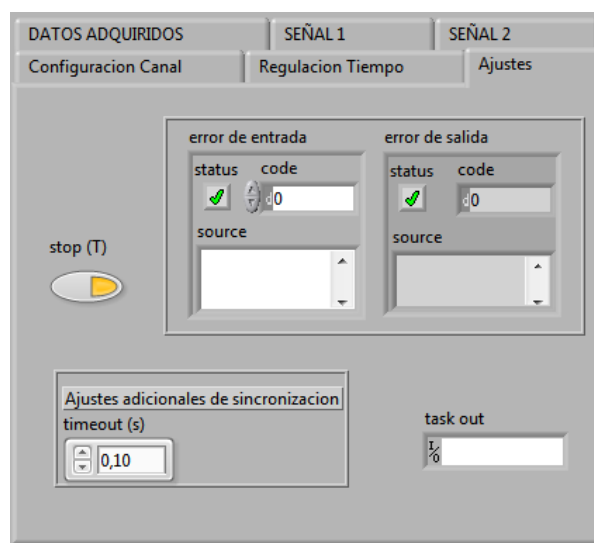 DATOS ADQUIRIDOS SEÑAL 1 SEÑAL 2
Configuracion Canal Regulacion Tiempo Ajustes
error de entrada error de salida
status code status code
d 0 d 0
source source
stop (T)
Ajustes adicionales de sincronizacion
timeout (s)
0,10
task out
I/0